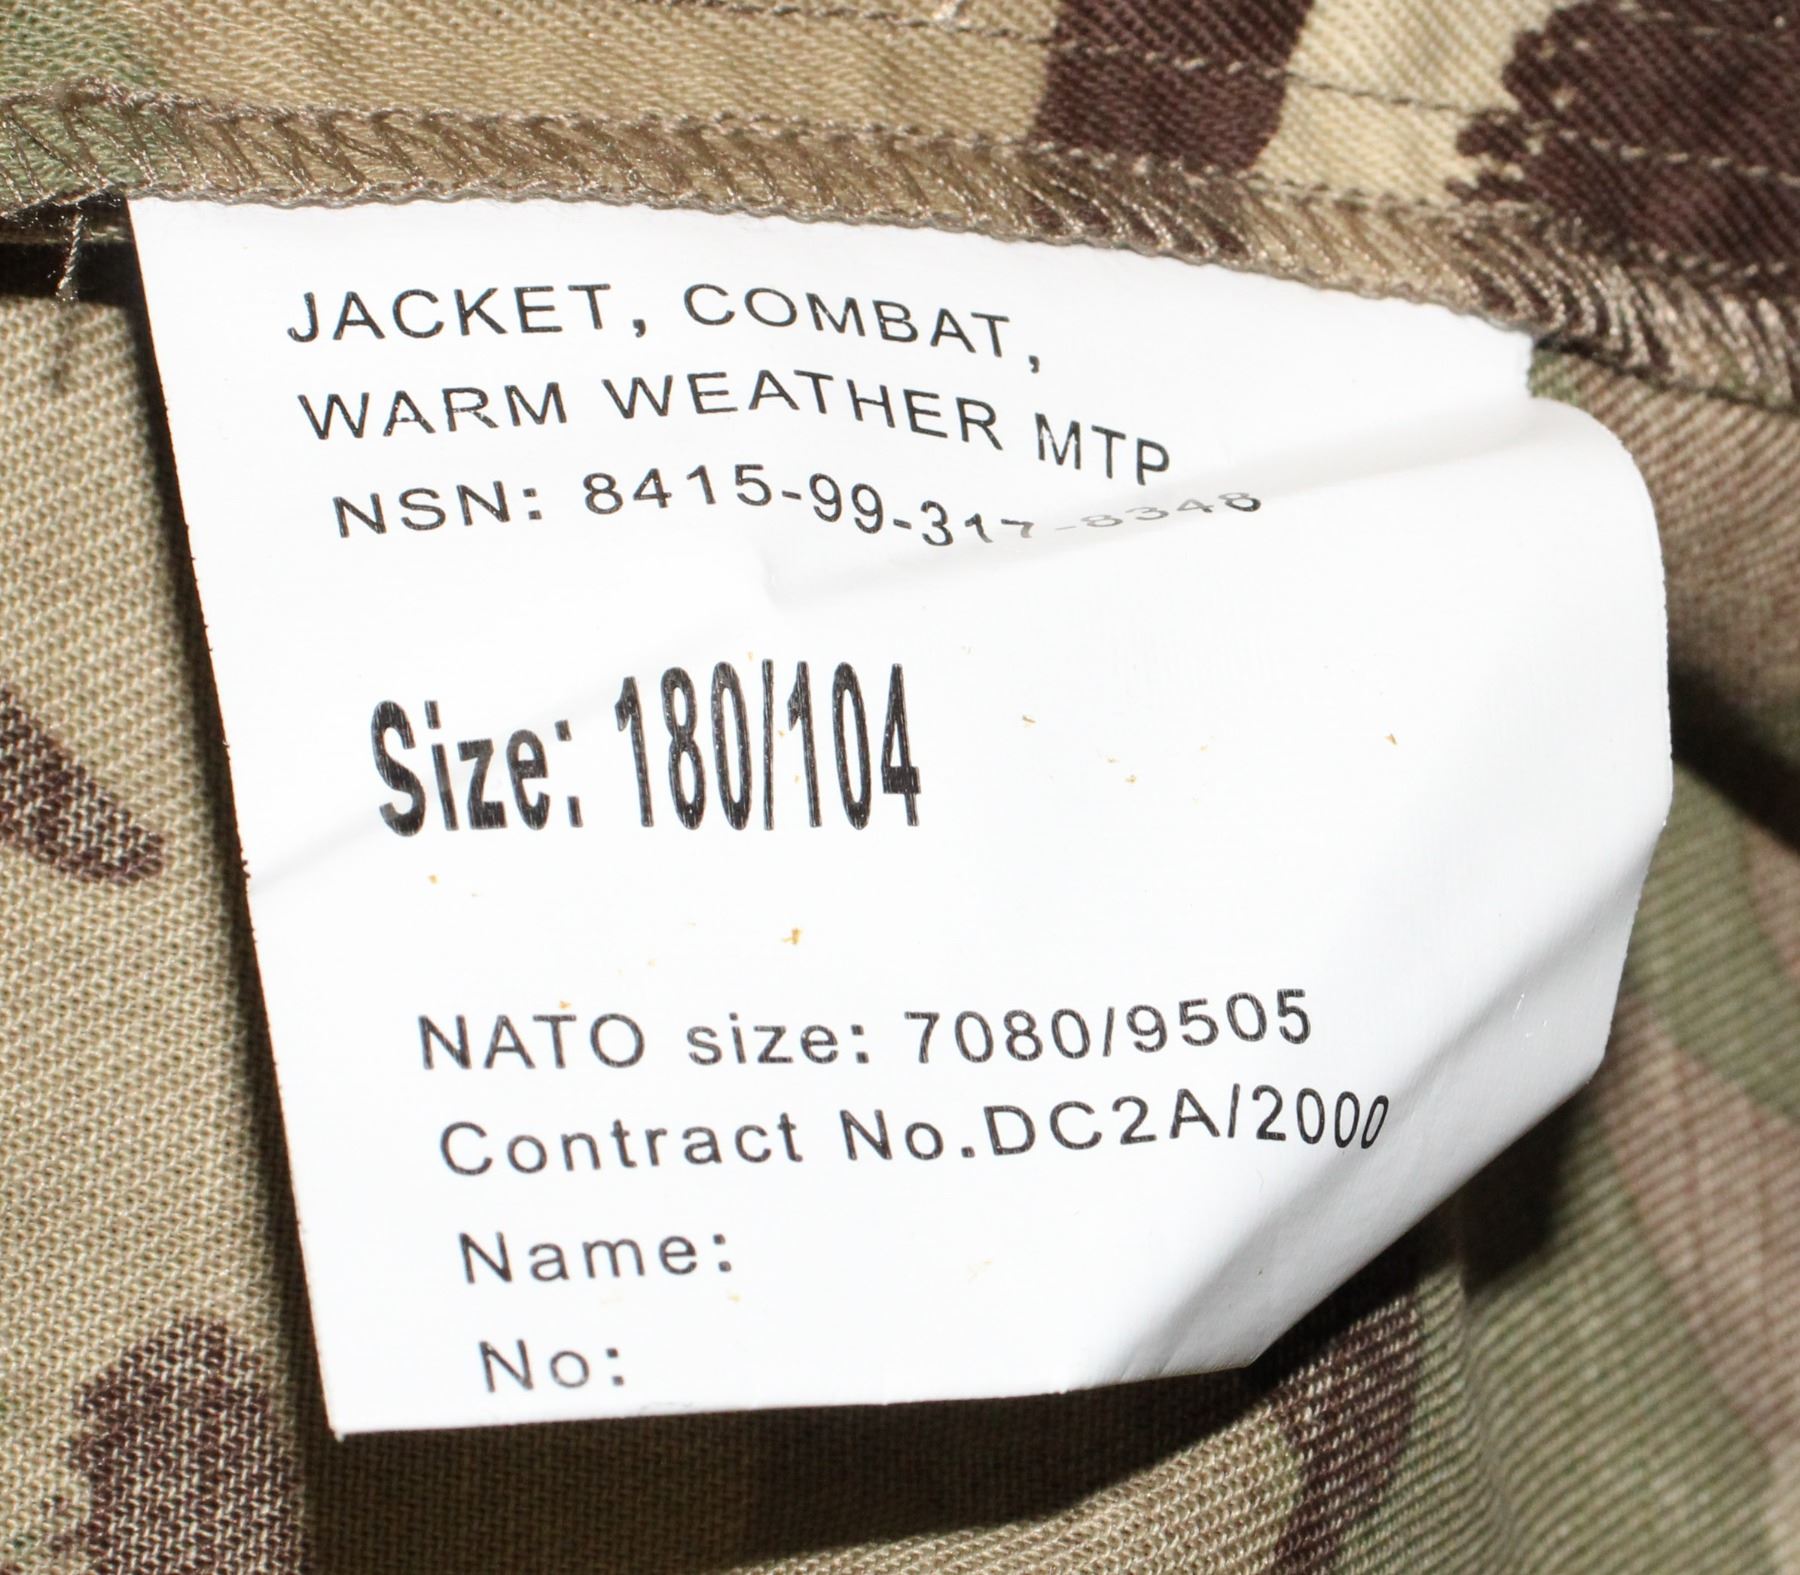 JACKET, COMBAT,
WARM WEATHER MTP
NSN: 8415-99-317-8348
Size: 180/104
NATO size: 7080/9505
Contract No.DC2A/2000
Name:
No: